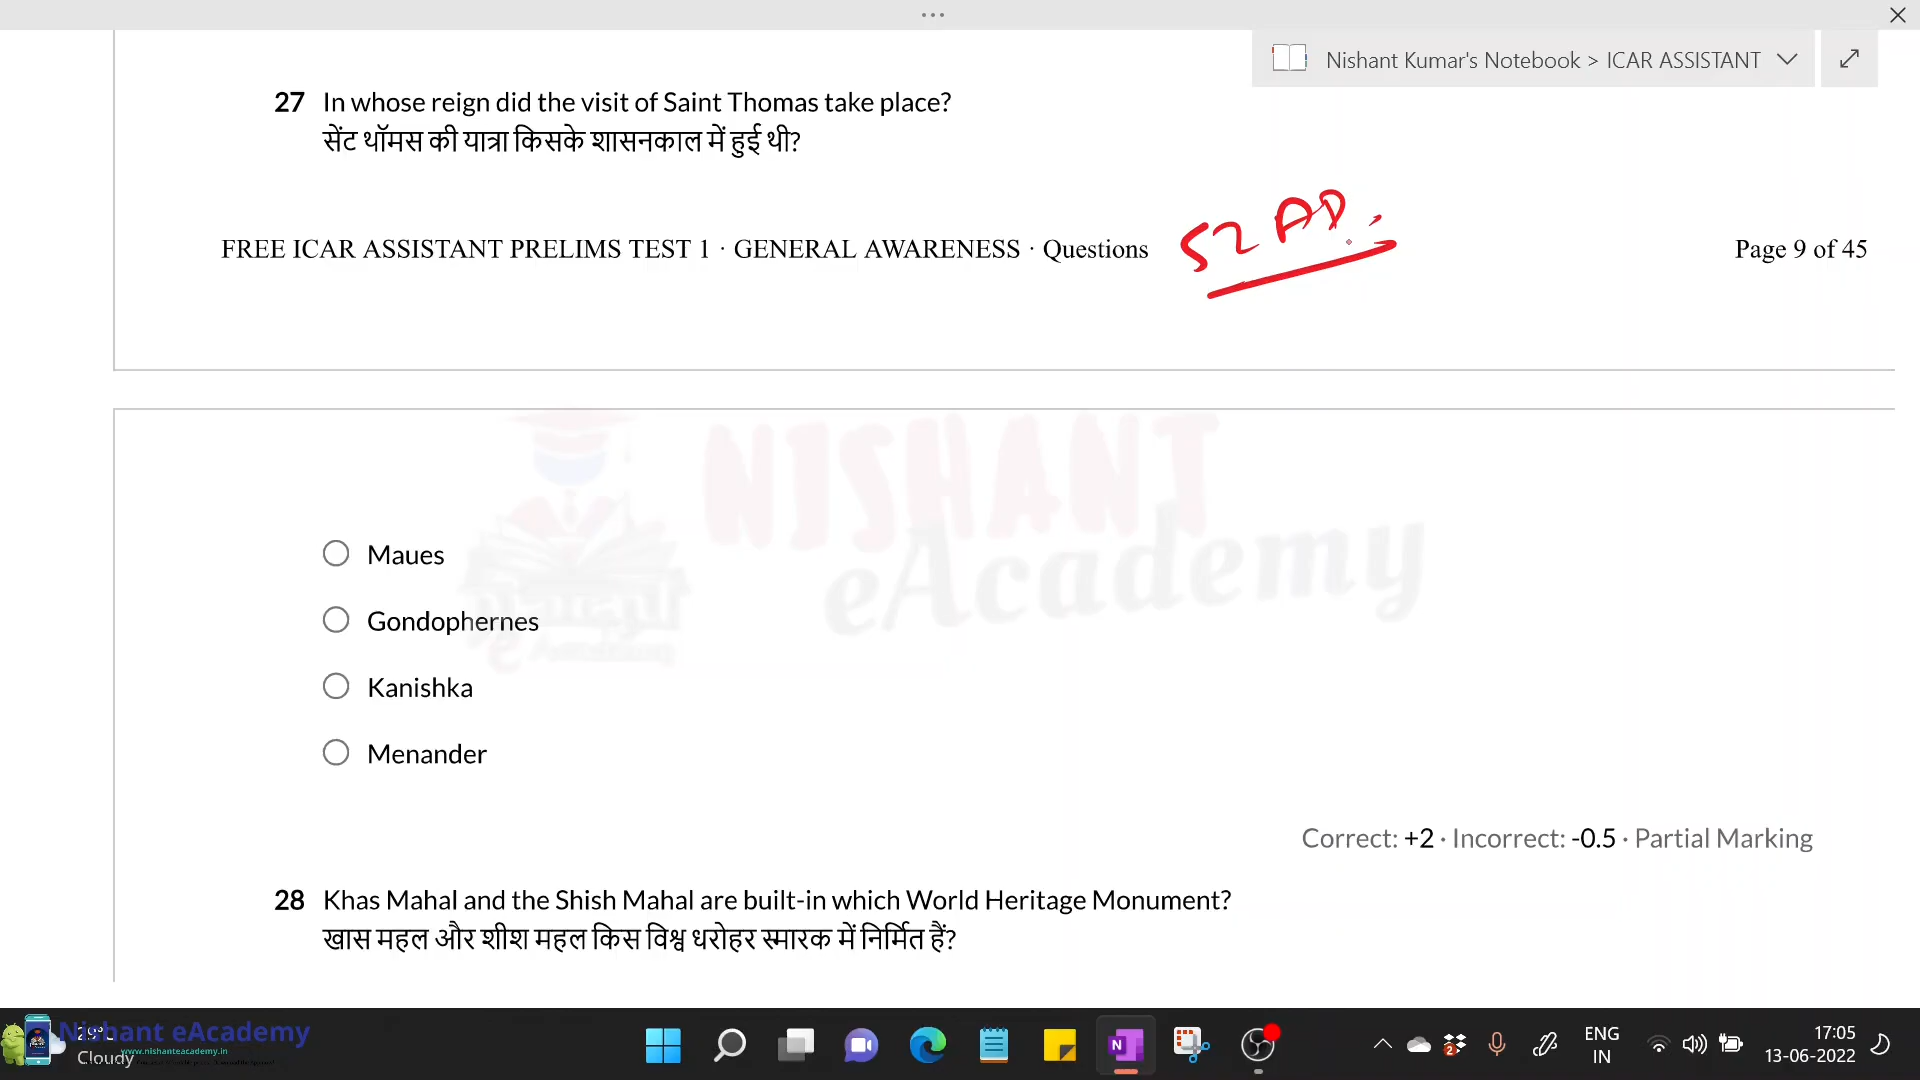 Nishant Kumar's Notebook > ICAR ASSISTANT
27 In whose reign did the visit of Saint Thomas take place?
सेंट थॉमस की यात्रा किसके शासनकाल में हुई थी?
52 AD.
FREE ICAR ASSISTANT PRELIMS TEST 1 · GENERAL AWARENESS · Questions
Page 9 of 45
NISHANT
eAcademy
Maues
Gondophernes
Kanishka
Menander
Correct: +2 · Incorrect: -0.5 · Partial Marking
28 Khas Mahal and the Shish Mahal are built-in which World Heritage Monument?
खास महल और शीश महल किस विश्व धरोहर स्मारक में निर्मित हैं?
Nishant eAcademy
www.nishanteacademy.in
Cloudy
2
ENG
IN
17:05
13-06-2022